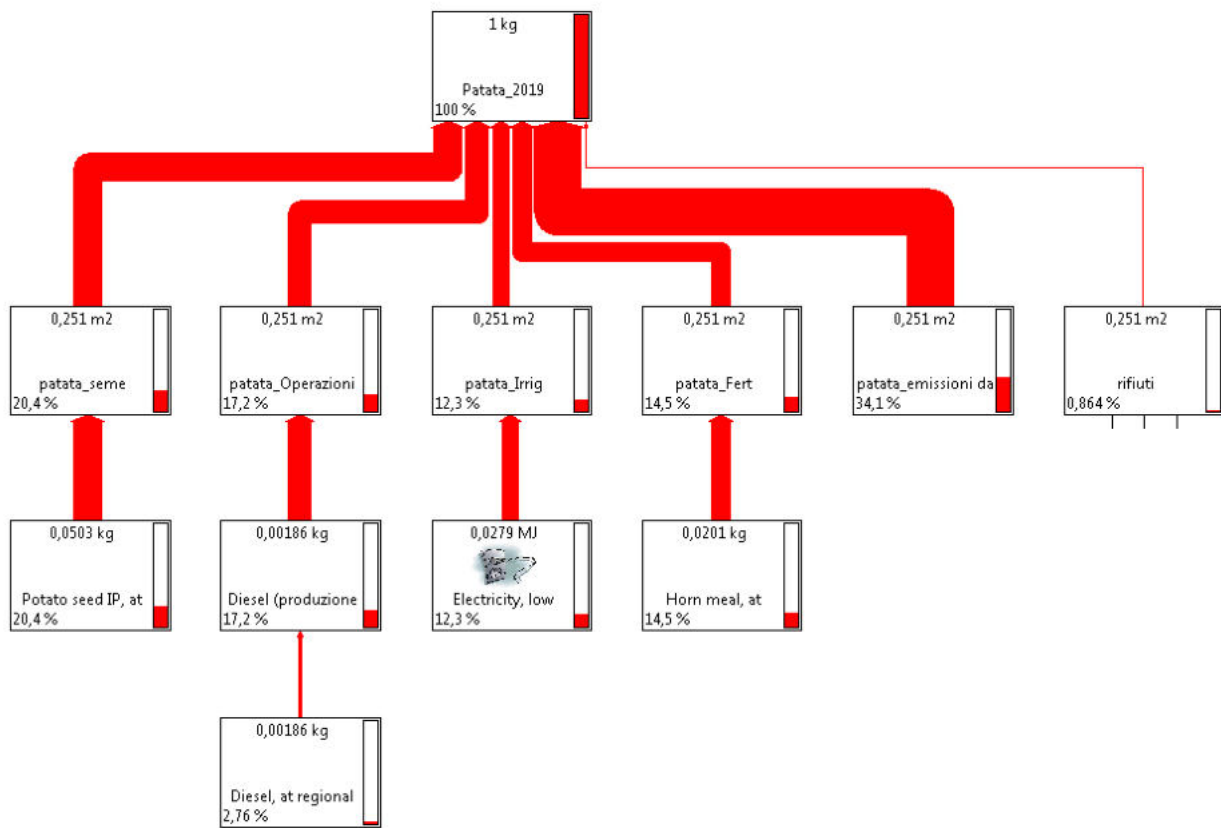 1 kg
Patata_2019
100 %
0,251 m2
patata_seme
20,4 %
0,251 m2
patata_Operazioni
17,2 %
0,251 m2
patata_Irrig
12,3 %
0,251 m2
patata_Fert
14,5 %
0,251 m2
patata_emissioni da
34,1 %
0,251 m2
rifiuti
0,864 %
0,0503 kg
Potato seed IP, at
20,4 %
0,00186 kg
Diesel (produzione
17,2 %
0,0279 MJ
Electricity, low
12,3 %
0,0201 kg
Horn meal, at
14,5 %
0,00186 kg
Diesel, at regional
2,76 %